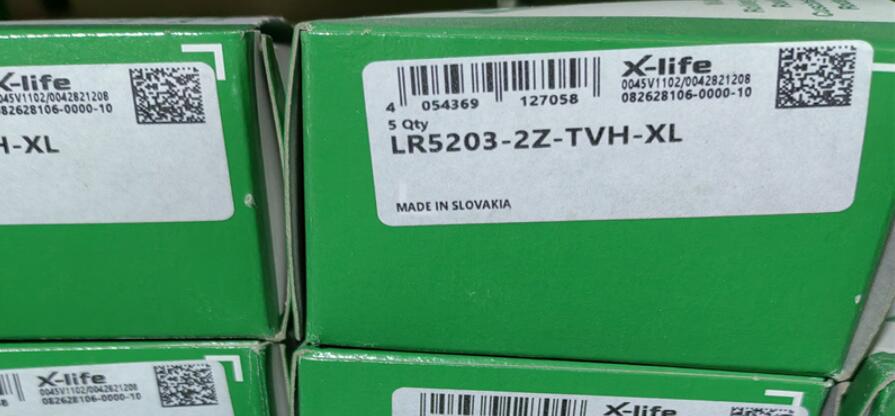 X-life
0045V1102/0042821208
082628106-0000-10
H-XL
4 054369 127058
X-life
0045V1102/0042821208
082628106-0000-10
5 Qty
LR5203-2Z-TVH-XL
MADE IN SLOVAKIA
X-life
0045V1102/0042821208
082628106-0000-10
X-life